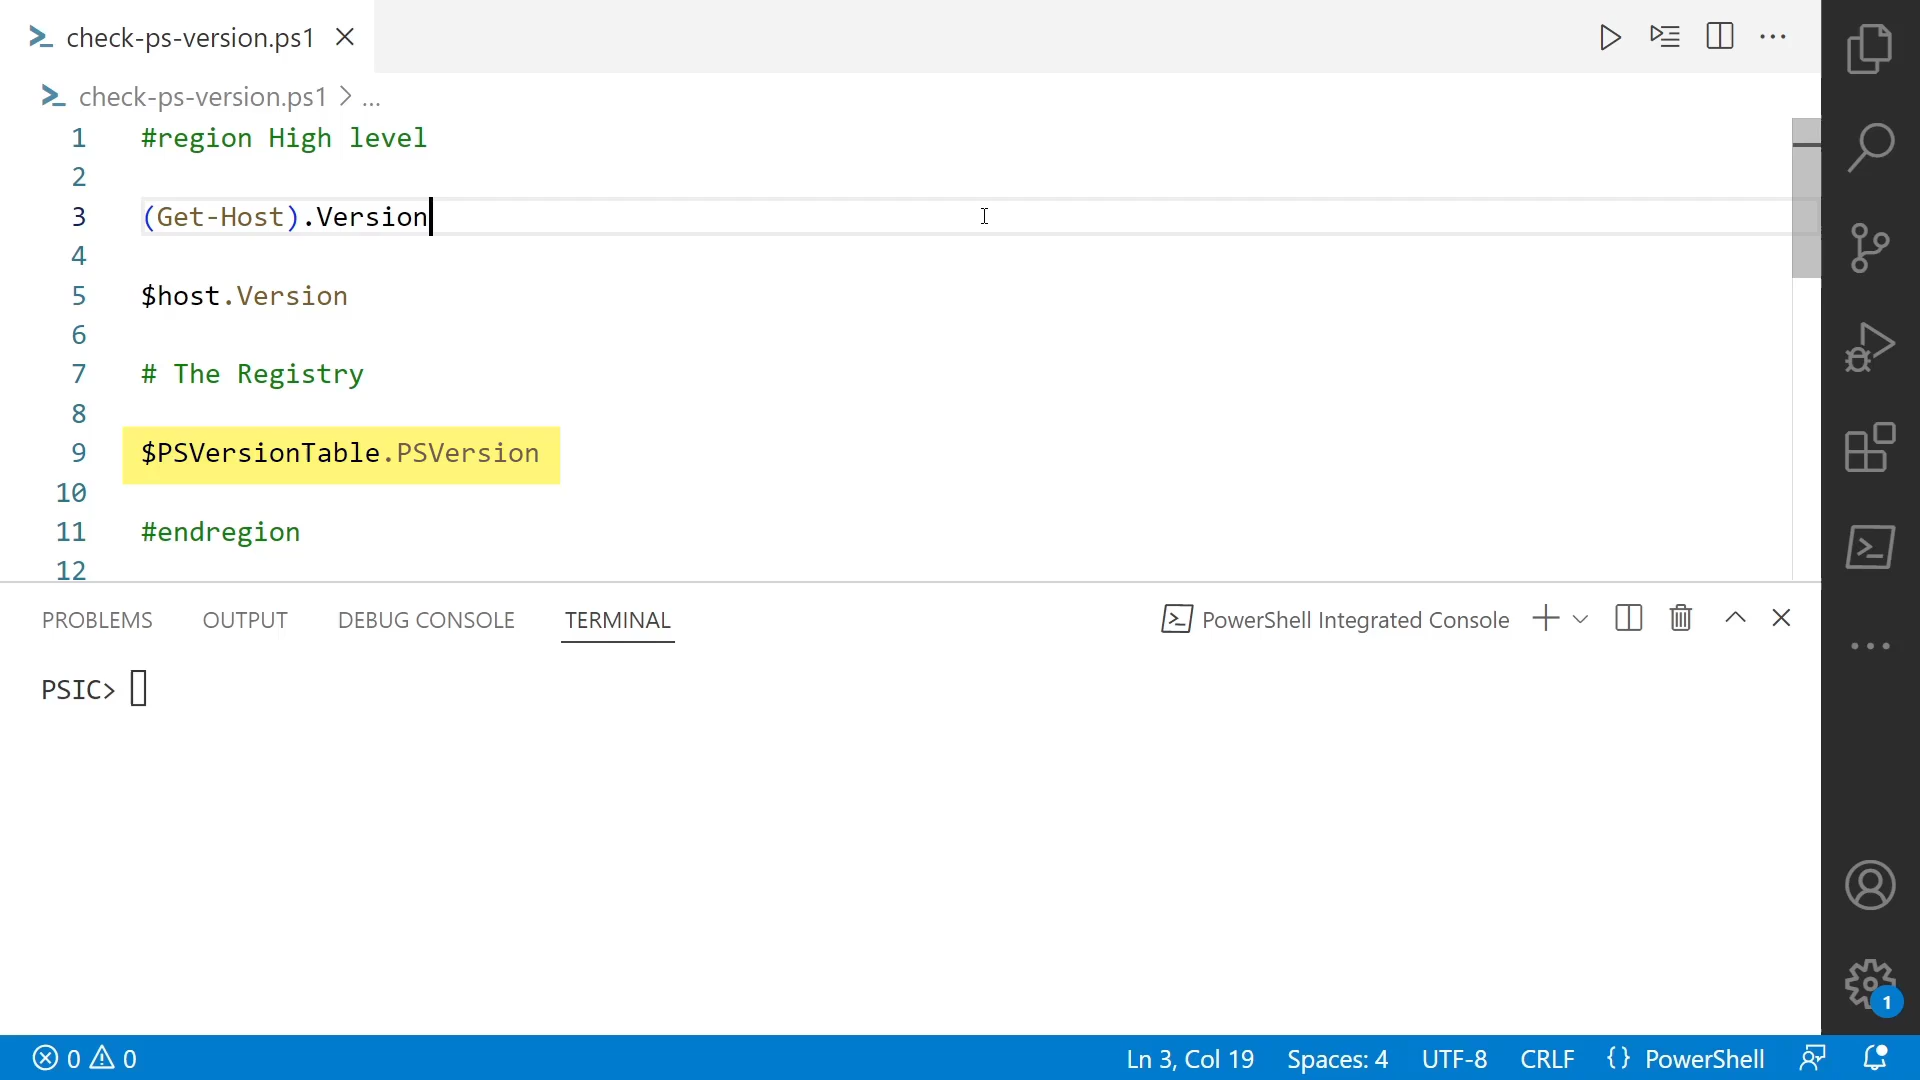 check-ps-version.ps1
check-ps-version.ps1 > ...
1 #region High level
2
3 (Get-Host).Version
4
5 $host.Version
6
7 # The Registry
8
9 $PSVersionTable.PSVersion
10
11 #endregion
12
PROBLEMS OUTPUT DEBUG CONSOLE TERMINAL PowerShell Integrated Console
PSIC>
1
0 0 Ln 3, Col 19 Spaces: 4 UTF-8 CRLF {} PowerShell